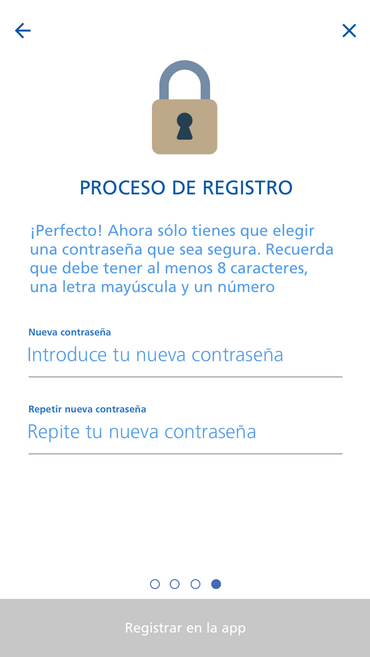 PROCESO DE REGISTRO
¡Perfecto! Ahora sólo tienes que elegir
una contraseña que sea segura. Recuerda
que debe tener al menos 8 caracteres,
una letra mayúscula y un número
Nueva contraseña
Introduce tu nueva contraseña
Repetir nueva contraseña
Repite tu nueva contraseña
Registrar en la app